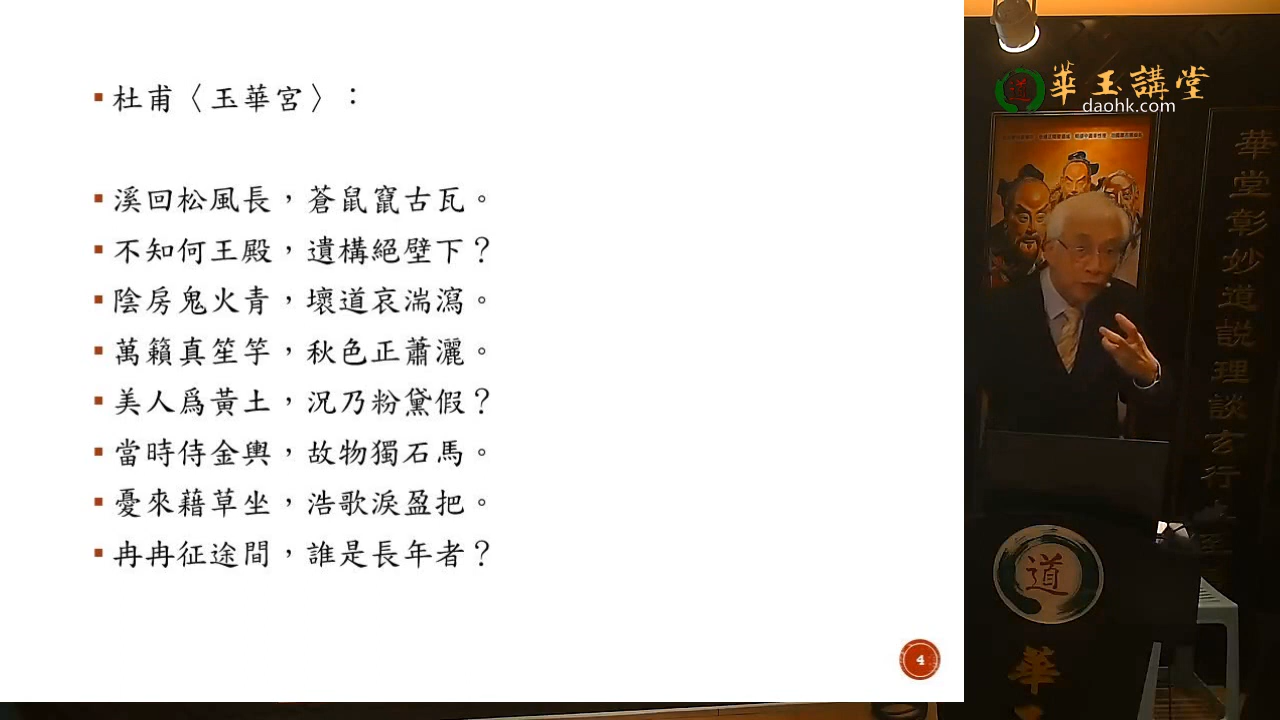 杜甫〈玉華宮〉：
溪回松風長，蒼鼠竄古瓦。
不知何王殿，遺構絕壁下？
陰房鬼火青，壞道哀湍瀉。
萬籟真笙竽，秋色正蕭灑。
美人爲黃土，況乃粉黛假？
當時侍金輿，故物獨石馬。
憂來藉草坐，浩歌淚盈把。
冉冉征途間，誰是長年者？
4
道
華玉講堂
daohk.com
華堂彰妙道説理談玄行
道
華